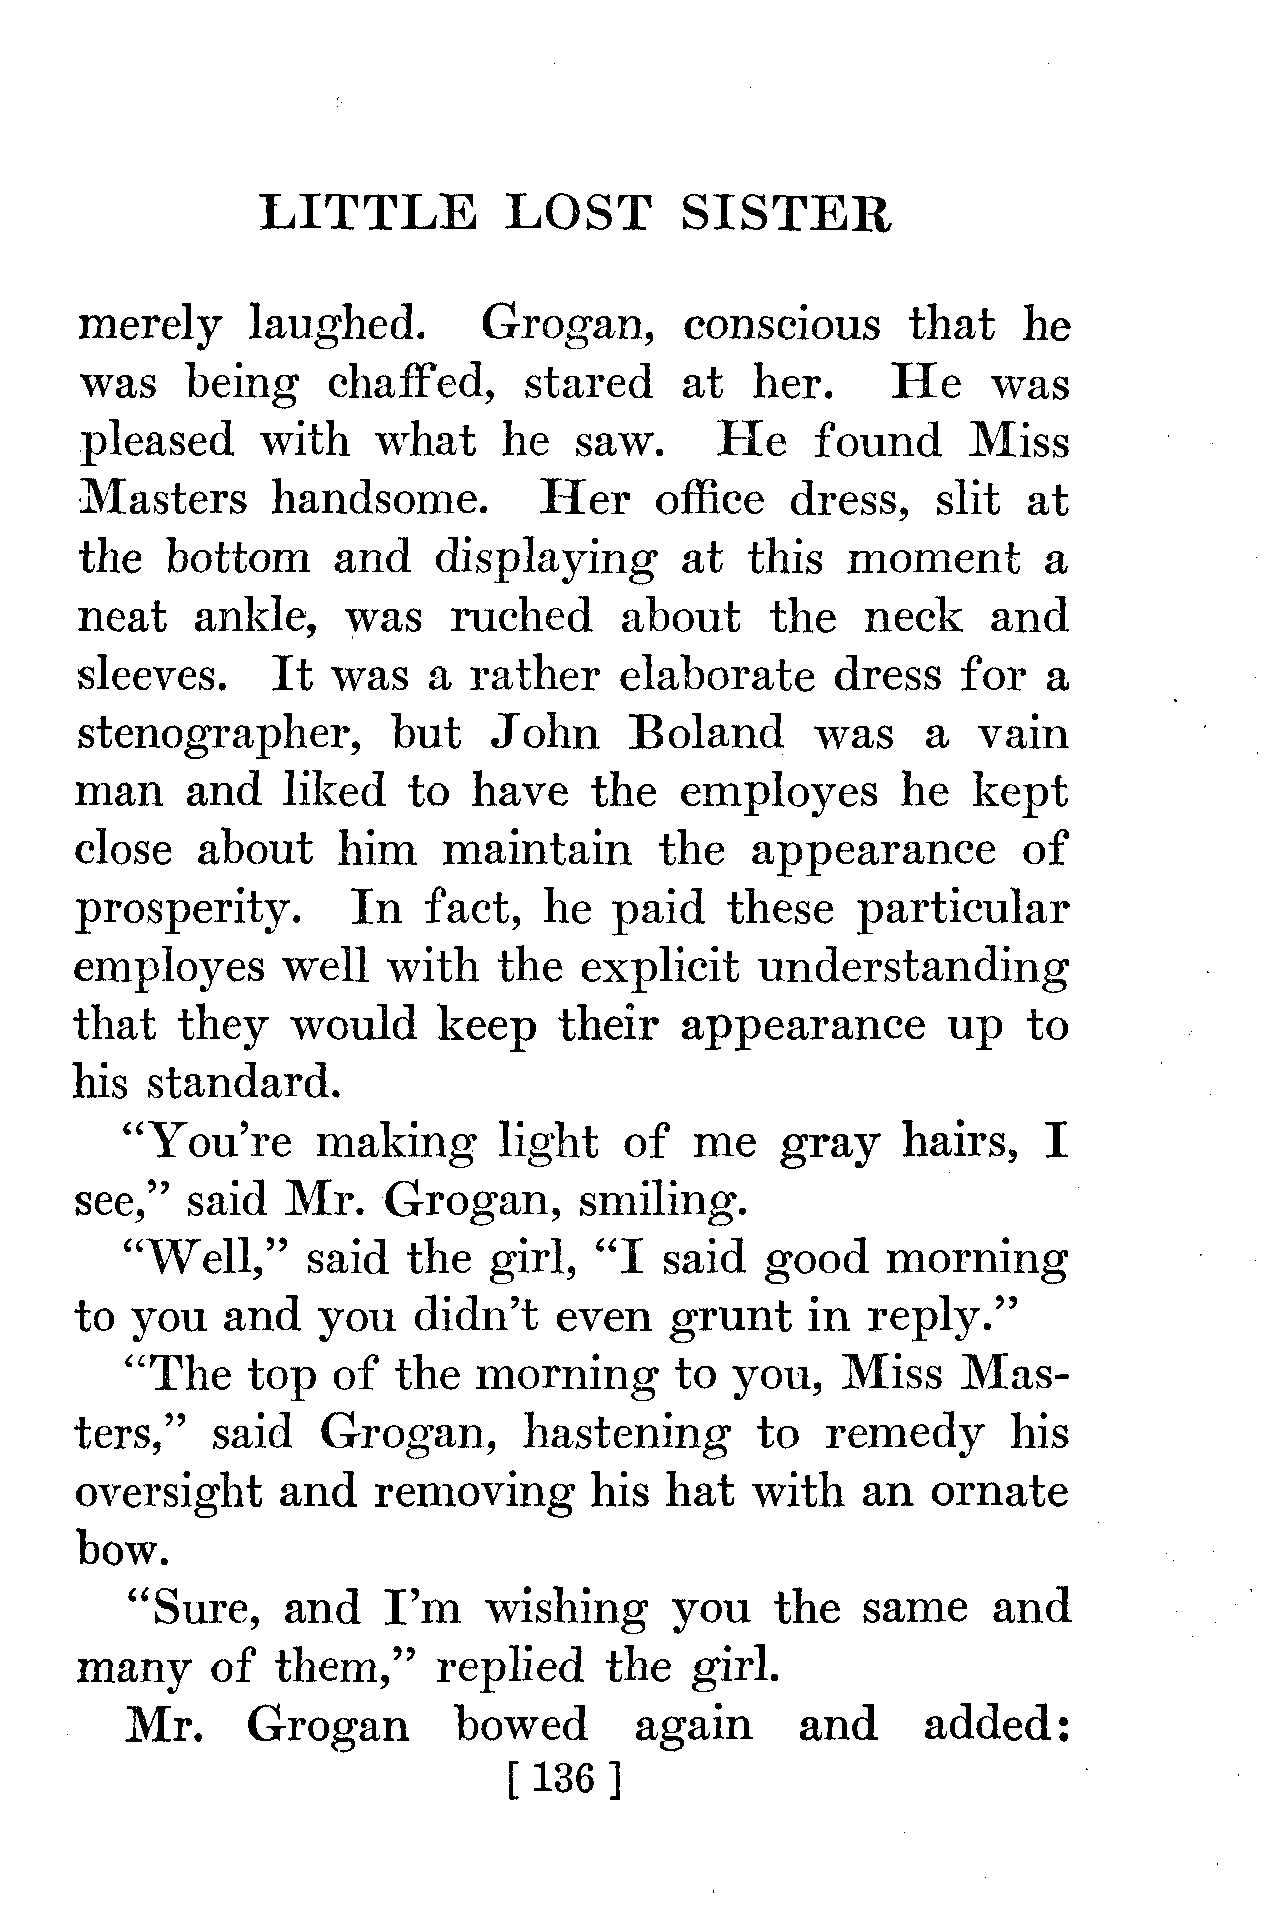 LITTLE LOST SISTER
merely laughed. Grogan, conscious that he
was being chaffed, stared at her. He was
pleased with what he saw. He found Miss
Masters handsome. Her office dress, slit at
the bottom and displaying at this moment a
neat ankle, was ruched about the neck and
sleeves. It was a rather elaborate dress for a
stenographer, but John Boland was a vain
man and liked to have the employes he kept
close about him maintain the appearance of
prosperity. In fact, he paid these particular
employes well with the explicit understanding
that they would keep their appearance up to
his standard.
“You’re making light of me gray hairs, I
see,” said Mr. Grogan, smiling.
“Well,” said the girl, “I said good morning
to you and you didn’t even grunt in reply.”
“The top of the morning to you, Miss Mas-
ters,” said Grogan, hastening to remedy his
oversight and removing his hat with an ornate
bow.
“Sure, and I’m wishing you the same and
many of them,” replied the girl.
Mr. Grogan bowed again and added:
[ 136 ]